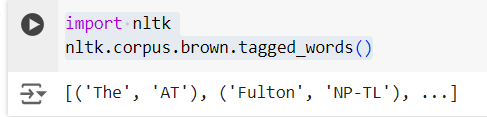 import nltk
nltk.corpus.brown.tagged_words()
[('The', 'AT'), ('Fulton', 'NP-TL'), ...]